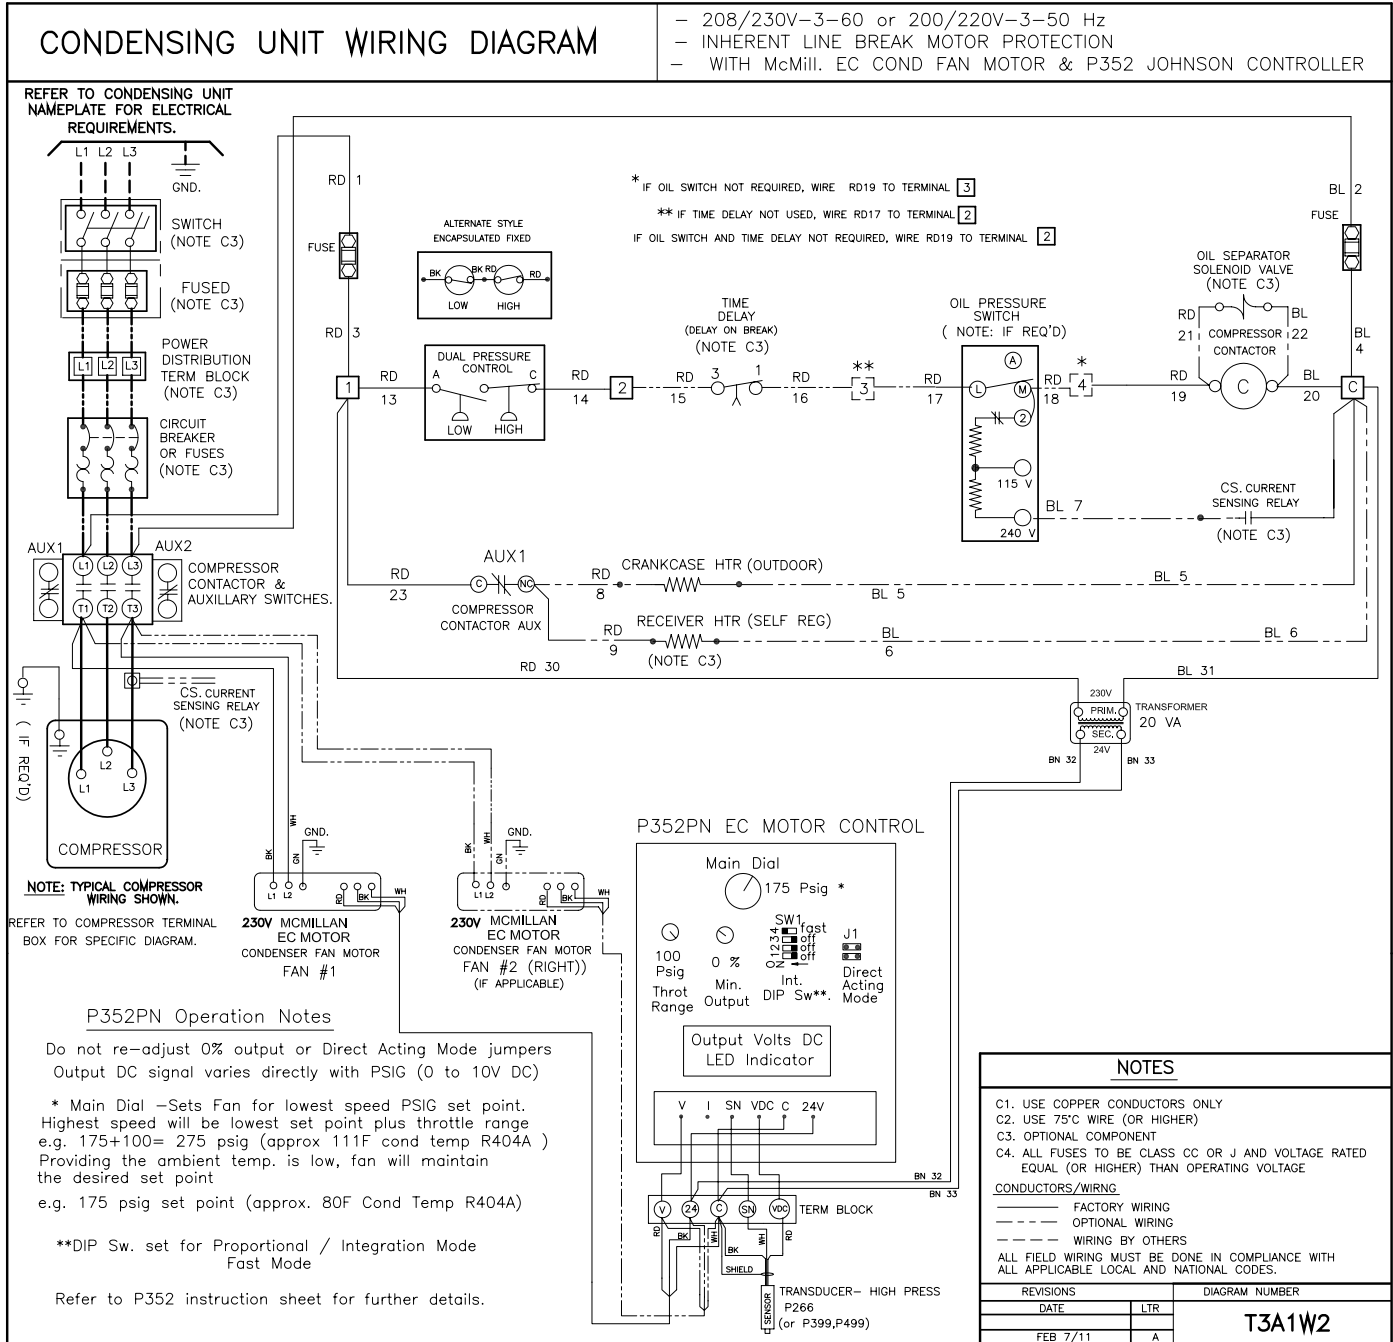 CONDENSING UNIT WIRING DIAGRAM
– 208/230V–3–60 or 200/220V–3–50 Hz
– INHERENT LINE BREAK MOTOR PROTECTION
– WITH McMill. EC COND FAN MOTOR & P352 JOHNSON CONTROLLER
REFER TO CONDENSING UNIT
NAMEPLATE FOR ELECTRICAL
REQUIREMENTS.
L1 L2 L3
GND.
SWITCH
(NOTE C3)
FUSED
(NOTE C3)
POWER
DISTRIBUTION
TERM BLOCK
(NOTE C3)
L1 L2 L3
CIRCUIT
BREAKER
OR FUSES
(NOTE C3)
AUX1
AUX2
L1 L2 L3
T1 T2 T3
COMPRESSOR
CONTACTOR &
AUXILLARY SWITCHES.
CS. CURRENT
SENSING RELAY
(NOTE C3)
( IF REQ'D)
L1
L2
L3
COMPRESSOR
NOTE: TYPICAL COMPRESSOR
WIRING SHOWN.
REFER TO COMPRESSOR TERMINAL
BOX FOR SPECIFIC DIAGRAM.
RD 1
FUSE
RD 3
1
ALTERNATE STYLE
ENCAPSULATED FIXED
BK
BK RD
RD
LOW
HIGH
* IF OIL SWITCH NOT REQUIRED, WIRE RD19 TO TERMINAL 3
** IF TIME DELAY NOT USED, WIRE RD17 TO TERMINAL 2
IF OIL SWITCH AND TIME DELAY NOT REQUIRED, WIRE RD19 TO TERMINAL 2
RD
13
DUAL PRESSURE
CONTROL
A
C
LOW
HIGH
RD
14
2
RD
15
TIME
DELAY
(DELAY ON BREAK)
(NOTE C3)
3
1
RD
16
**
3
RD
17
OIL PRESSURE
SWITCH
( NOTE: IF REQ'D)
A
L
M
2
115 V
240 V
RD
18
*
4
RD
19
OIL SEPARATOR
SOLENOID VALVE
(NOTE C3)
RD
21
BL
22
COMPRESSOR
CONTACTOR
C
BL
20
C
BL 2
FUSE
BL
4
BL 7
CS. CURRENT
SENSING RELAY
(NOTE C3)
RD
23
AUX1
C
NC
COMPRESSOR
CONTACTOR AUX
RD
8
CRANKCASE HTR (OUTDOOR)
BL 5
BL 5
RD
9
RECEIVER HTR (SELF REG)
(NOTE C3)
BL
6
BL 6
RD 30
BL 31
230V
PRIM.
SEC.
24V
TRANSFORMER
20 VA
BN 32
BN 33
BK
WH
GN
GND.
L1 L2
RD
BK
WH
230V MCMILLAN
EC MOTOR
CONDENSER FAN MOTOR
FAN #1
BK
WH
GN
GND.
L1 L2
RD
BK
WH
230V MCMILLAN
EC MOTOR
CONDENSER FAN MOTOR
FAN #2 (RIGHT))
(IF APPLICABLE)
P352PN EC MOTOR CONTROL
Main Dial
175 Psig *
100
Psig
Throt
Range
0 %
Min.
Output
SW1
fast
off
off
off
1234
ON
Int.
DIP Sw**.
J1
Direct
Acting
Mode
Output Volts DC
LED Indicator
V I SN VDC C 24V
BN 32
BN 33
V 24 C SN VDC
TERM BLOCK
RD
BK
WH
BK
WH
RD
SHIELD
SENSOR
TRANSDUCER– HIGH PRESS
P266
(or P399,P499)
P352PN Operation Notes
Do not re–adjust 0% output or Direct Acting Mode jumpers
Output DC signal varies directly with PSIG (0 to 10V DC)
* Main Dial –Sets Fan for lowest speed PSIG set point.
Highest speed will be lowest set point plus throttle range
e.g. 175+100= 275 psig (approx 111F cond temp R404A )
Providing the ambient temp. is low, fan will maintain
the desired set point
e.g. 175 psig set point (approx. 80F Cond Temp R404A)
**DIP Sw. set for Proportional / Integration Mode
Fast Mode
Refer to P352 instruction sheet for further details.
NOTES
C1. USE COPPER CONDUCTORS ONLY
C2. USE 75°C WIRE (OR HIGHER)
C3. OPTIONAL COMPONENT
C4. ALL FUSES TO BE CLASS CC OR J AND VOLTAGE RATED
EQUAL (OR HIGHER) THAN OPERATING VOLTAGE
CONDUCTORS/WIRNG
FACTORY WIRING
OPTIONAL WIRING
WIRING BY OTHERS
ALL FIELD WIRING MUST BE DONE IN COMPLIANCE WITH
ALL APPLICABLE LOCAL AND NATIONAL CODES.
REVISIONS
DIAGRAM NUMBER
DATE
LTR
T3A1W2
FEB 7/11
A